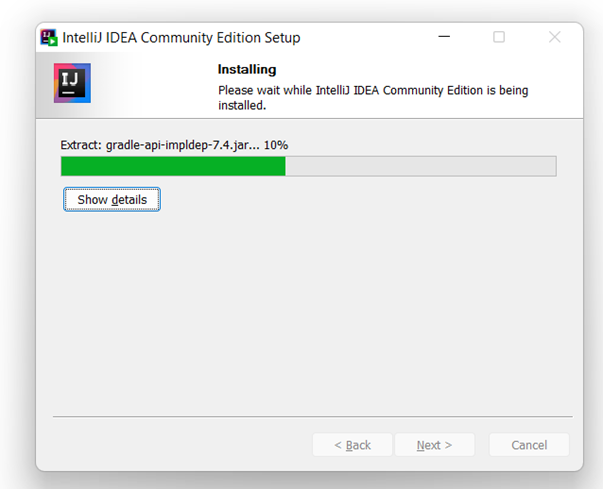 IntelliJ IDEA Community Edition Setup
IJ
Installing
Please wait while IntelliJ IDEA Community Edition is being
installed.
Extract: gradle-api-impldep-7.4.jar... 10%
Show details
< Back
Next >
Cancel